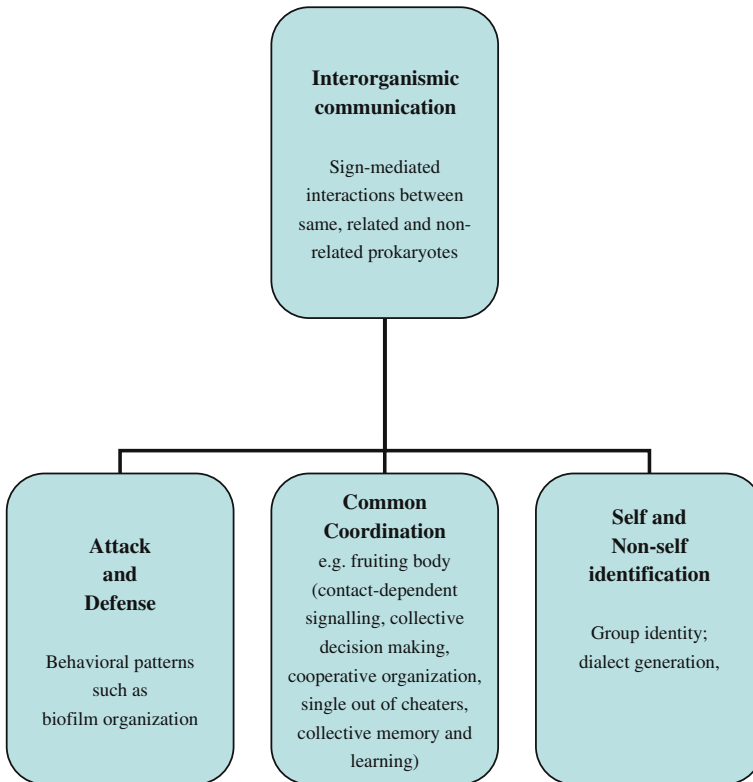 Interorganismic
communication
Sign-mediated
interactions between
same, related and non-
related prokaryotes
Attack
and
Defense
Behavioral patterns
such as
biofilm organization
Common
Coordination
e.g. fruiting body
(contact-dependent
signalling, collective
decision making,
cooperative organization,
single out of cheaters,
collective memory and
learning)
Self and
Non-self
identification
Group identity;
dialect generation,